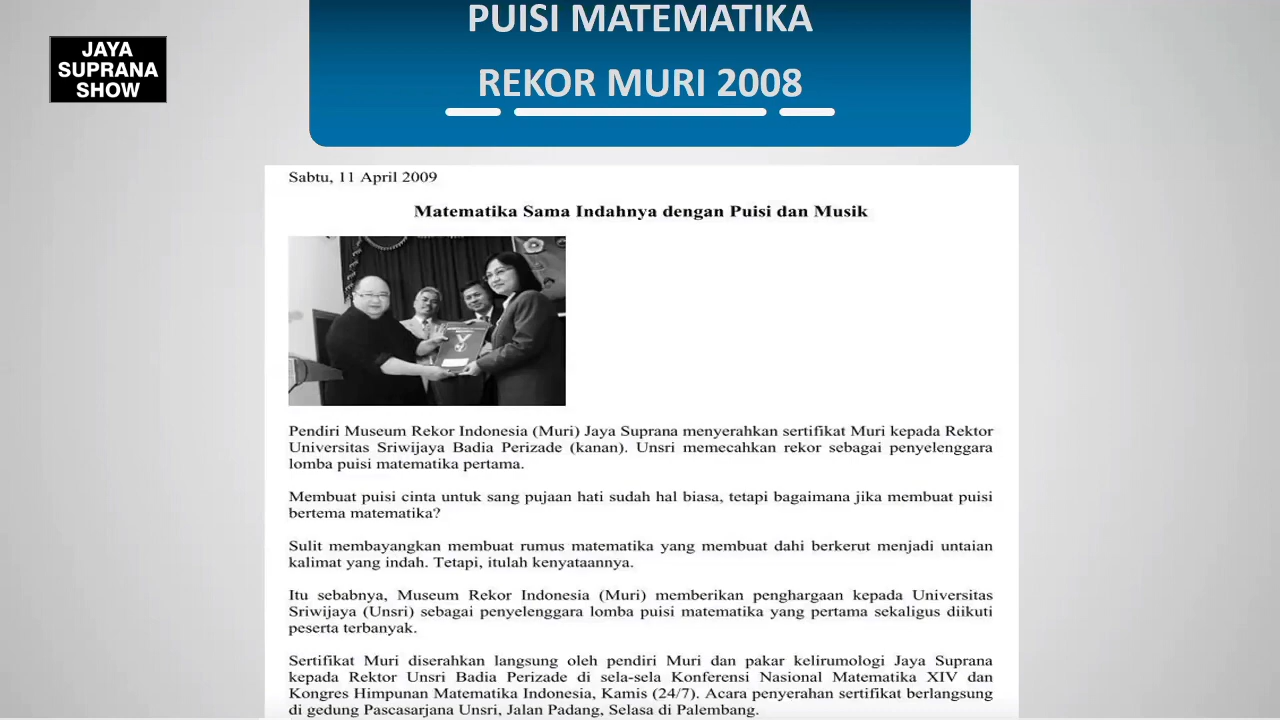 JAYA
SUPRANA
SHOW
PUISI MATEMATIKA
REKOR MURI 2008
Sabtu, 11 April 2009
Matematika Sama Indahnya dengan Puisi dan Musik
Pendiri Museum Rekor Indonesia (Muri) Jaya Suprana menyerahkan sertifikat Muri kepada Rektor
Universitas Sriwijaya Badia Perizade (kanan). Unsri memecahkan rekor sebagai penyelenggara
lomba puisi matematika pertama.
Membuat puisi cinta untuk sang pujaan hati sudah hal biasa, tetapi bagaimana jika membuat puisi
bertema matematika?
Sulit membayangkan membuat rumus matematika yang membuat dahi berkerut menjadi untaian
kalimat yang indah. Tetapi, itulah kenyataannya.
Itu sebabnya, Museum Rekor Indonesia (Muri) memberikan penghargaan kepada Universitas
Sriwijaya (Unsri) sebagai penyelenggara lomba puisi matematika yang pertama sekaligus diikuti
peserta terbanyak.
Sertifikat Muri diserahkan langsung oleh pendiri Muri dan pakar kelirumologi Jaya Suprana
kepada Rektor Unsri Badia Perizade di sela-sela Konferensi Nasional Matematika XIV dan
Kongres Himpunan Matematika Indonesia, Kamis (24/7). Acara penyerahan sertifikat berlangsung
di gedung Pascasarjana Unsri, Jalan Padang, Selasa di Palembang.